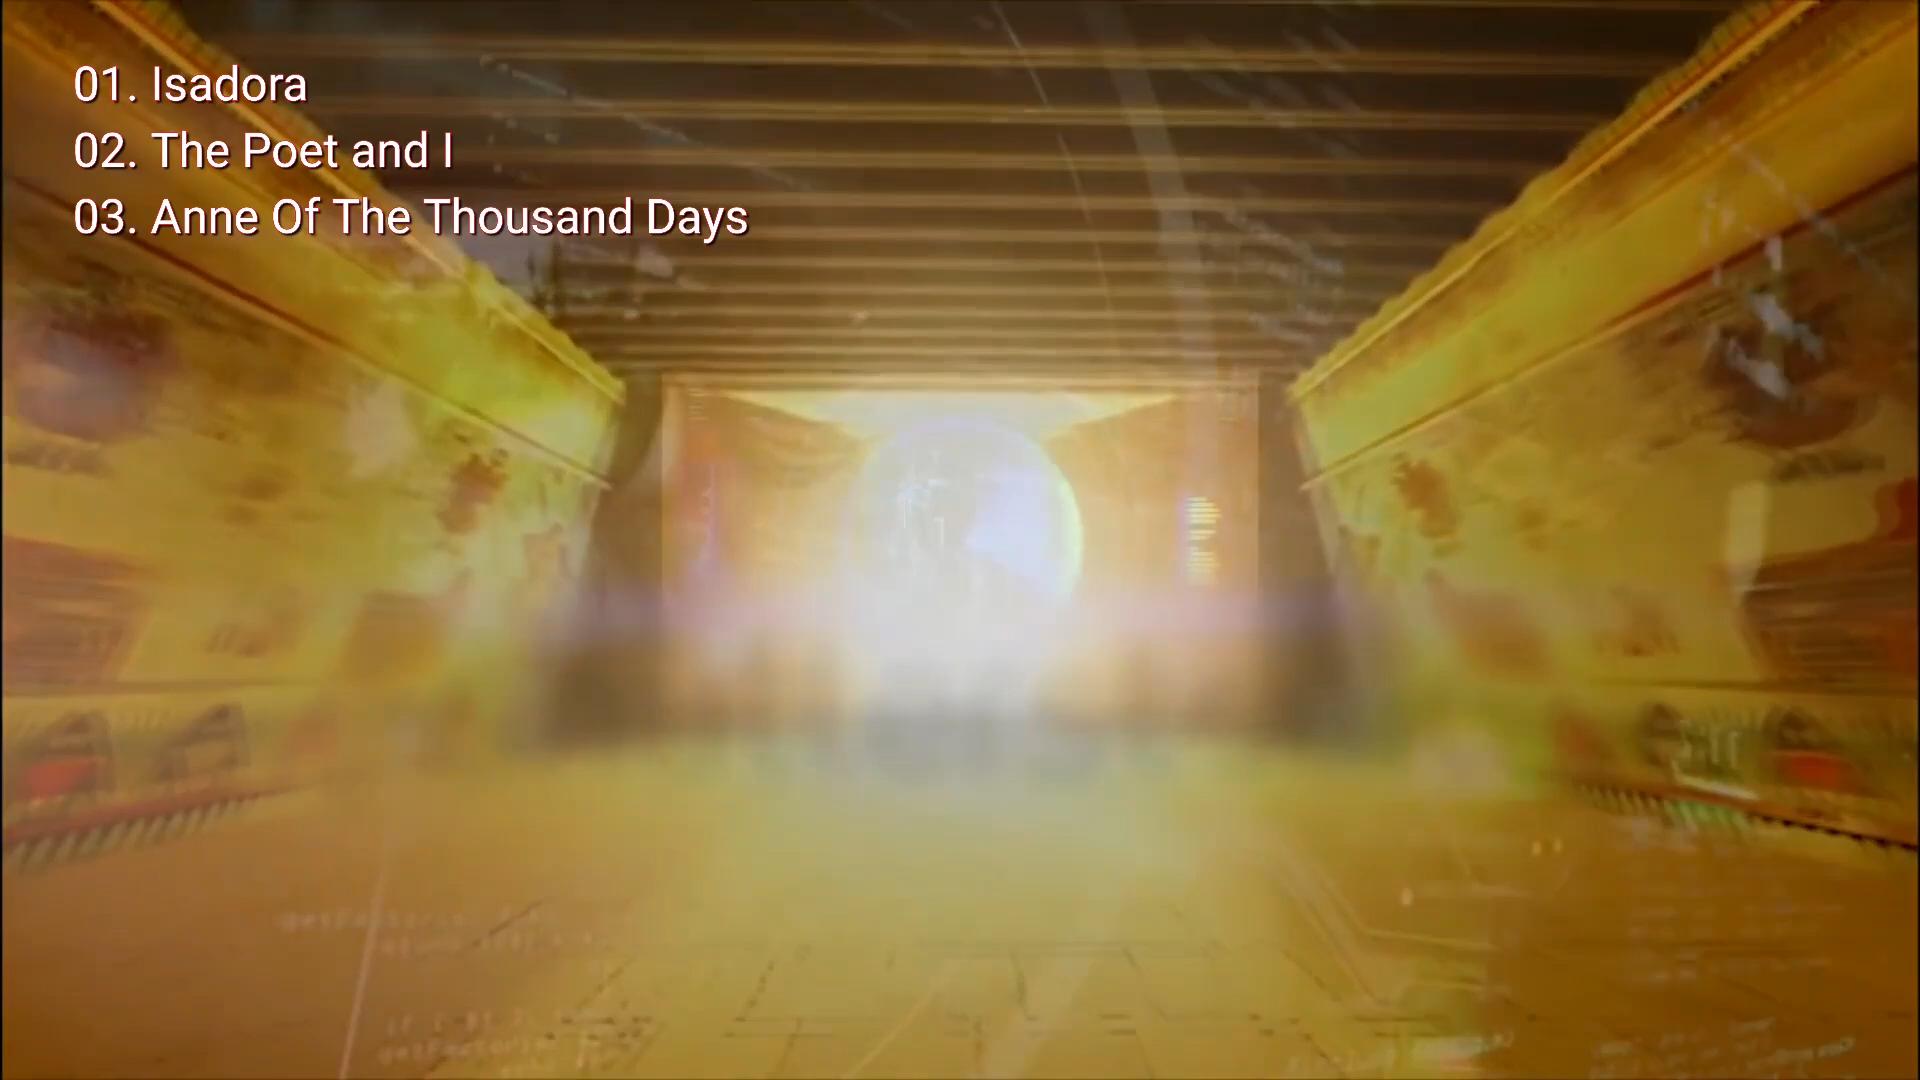 01. Isadora
02. The Poet and I
03. Anne Of The Thousand Days